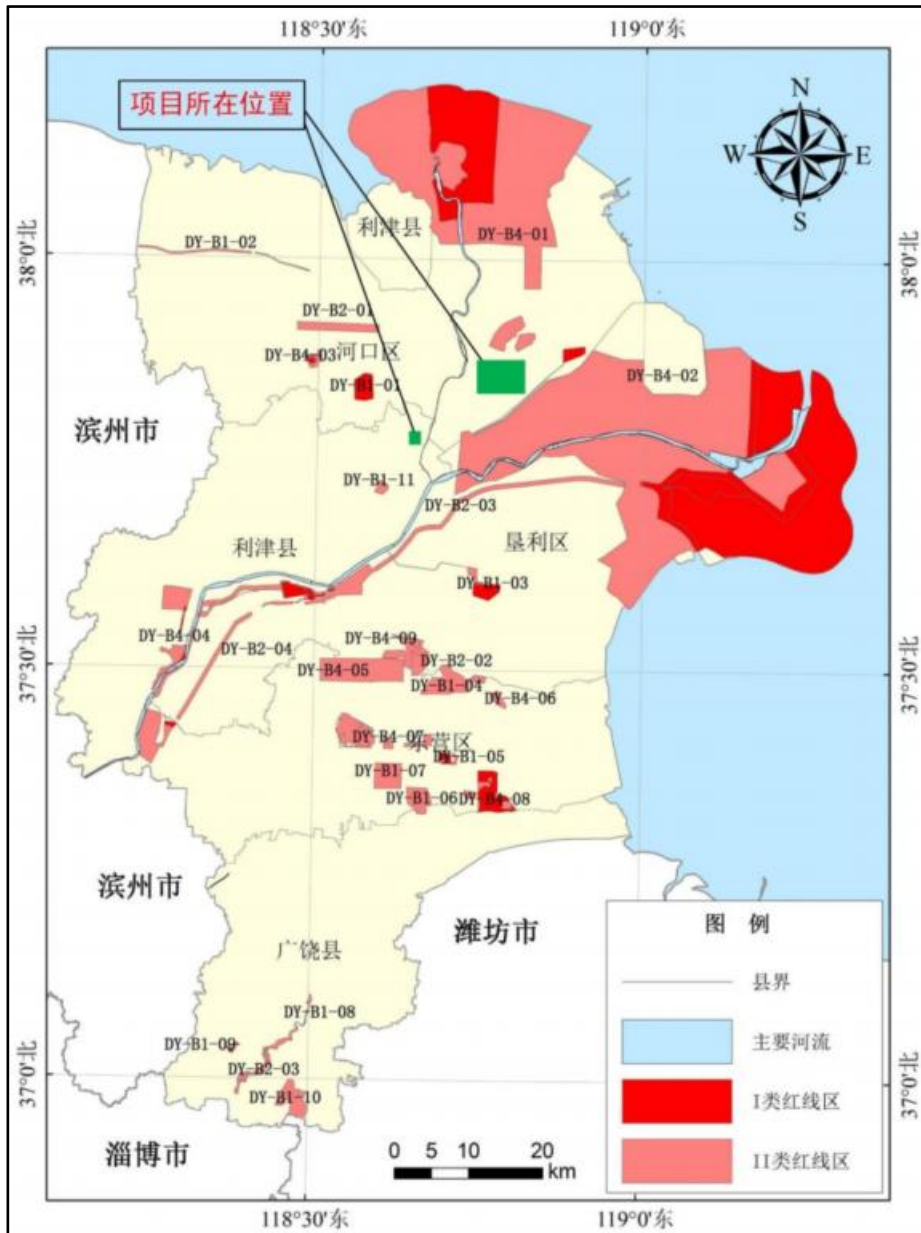 118°30'东
119°0'东
项目所在位置
N
W
E
S
利津县
DY-B1-02
DY-B4-01
38°0'北
38°0'北
DY-B2-01
DY-B4-03
河口区
DY-B1-01
DY-B4-02
滨州市
DY-B1-11
DY-B2-03
利津县
垦利区
DY-B1-03
DY-B4-04
DY-B2-04
DY-B4-09
DY-B4-05
DY-B2-02
DY-B1-04
DY-B4-06
37°30'北
37°30'北
DY-B4-07
东营区
DY-B1-05
DY-B1-07
DY-B1-06
DY-B4-08
滨州市
潍坊市
广饶县
DY-B1-08
DY-B1-09
DY-B2-03
DY-B1-10
37°0'北
37°0'北
淄博市
0 5 10 20
km
图 例
县界
主要河流
I类红线区
II类红线区
118°30'东
119°0'东